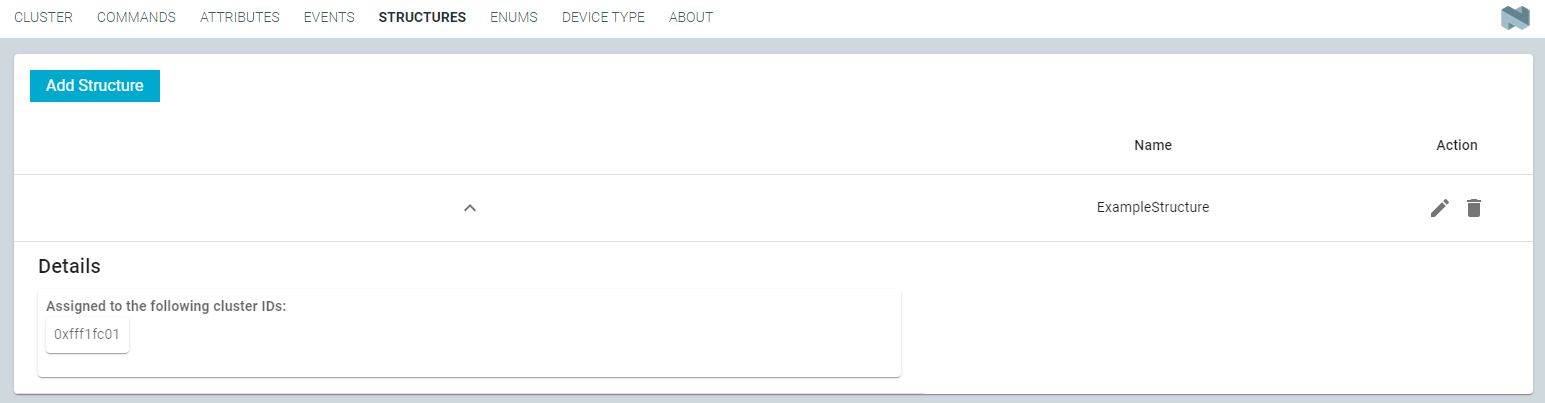 CLUSTER COMMANDS ATTRIBUTES EVENTS STRUCTURES ENUMS DEVICE TYPE ABOUT
Add Structure
Name Action
ExampleStructure
Details
Assigned to the following cluster IDs:
0xfff1fc01